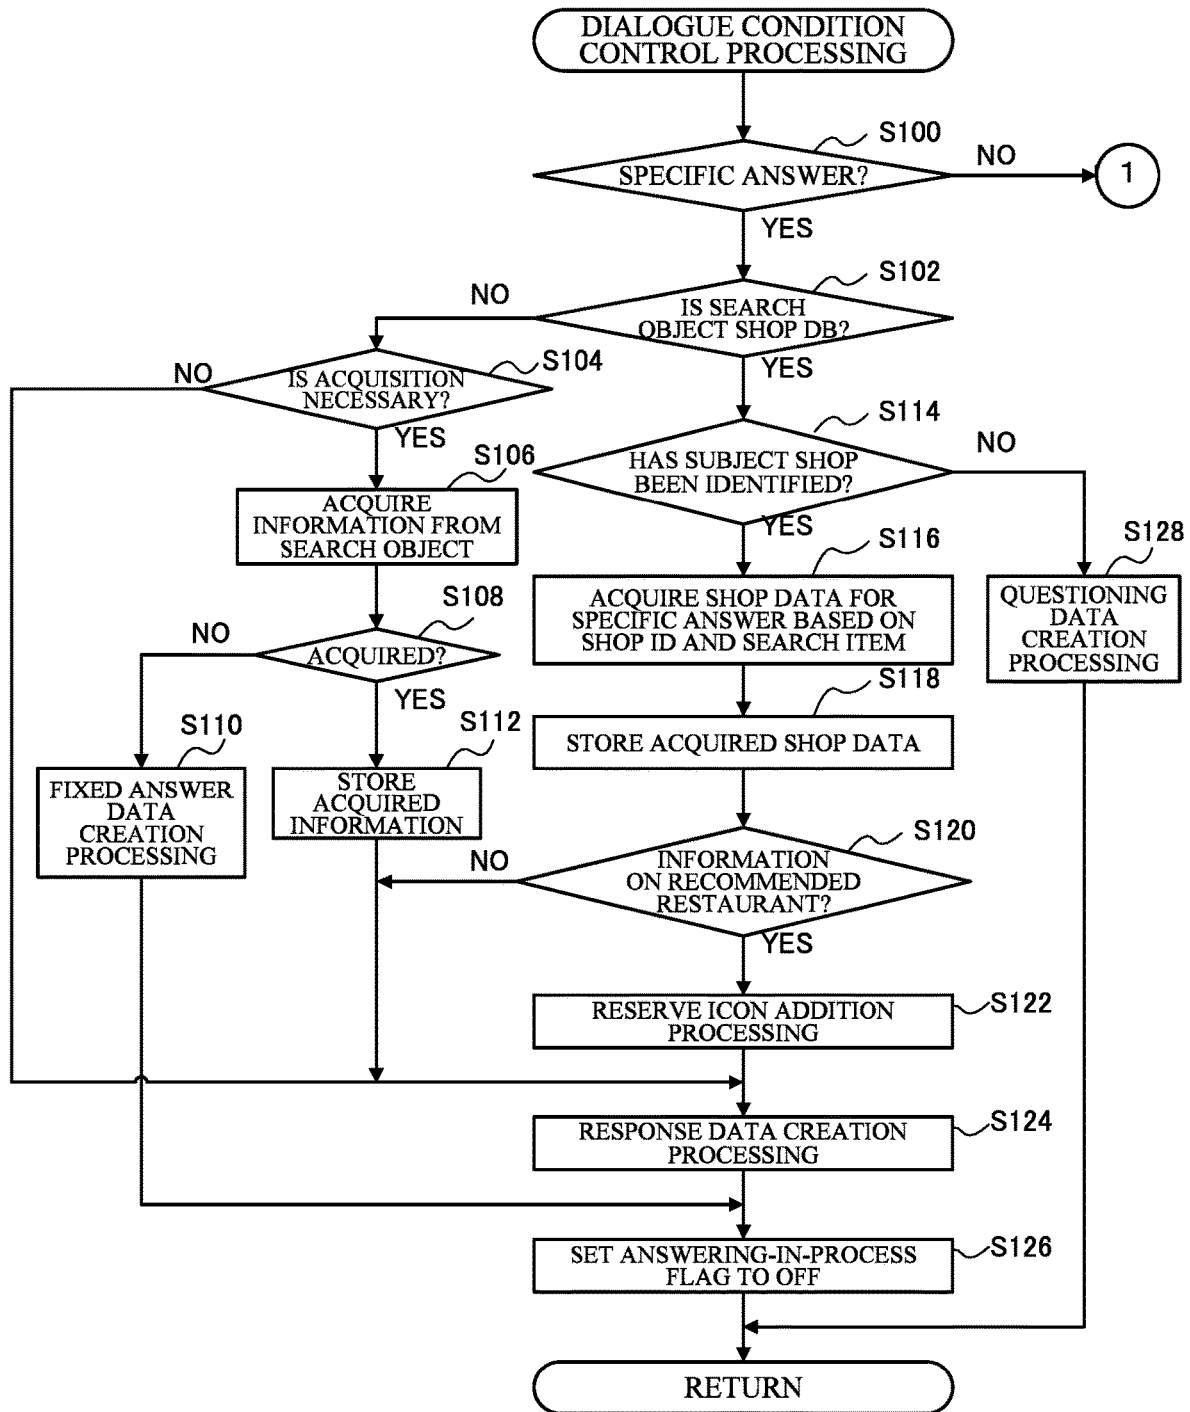 DIALOGUE CONDITION
CONTROL PROCESSING
S100
SPECIFIC ANSWER?
NO
1
YES
S102
NO
IS SEARCH
OBJECT SHOP DB?
YES
S104
NO
IS ACQUISITION
NECESSARY?
YES
S114
NO
HAS SUBJECT SHOP
BEEN IDENTIFIED?
YES
S106
ACQUIRE
INFORMATION FROM
SEARCH OBJECT
S116
ACQUIRE SHOP DATA FOR
SPECIFIC ANSWER BASED ON
SHOP ID AND SEARCH ITEM
S128
QUESTIONING
DATA
CREATION
PROCESSING
S108
NO
ACQUIRED?
YES
S118
STORE ACQUIRED SHOP DATA
S110
FIXED ANSWER
DATA
CREATION
PROCESSING
S112
STORE
ACQUIRED
INFORMATION
S120
NO
INFORMATION
ON RECOMMENDED
RESTAURANT?
YES
S122
RESERVE ICON ADDITION
PROCESSING
S124
RESPONSE DATA CREATION
PROCESSING
S126
SET ANSWERING-IN-PROCESS
FLAG TO OFF
RETURN